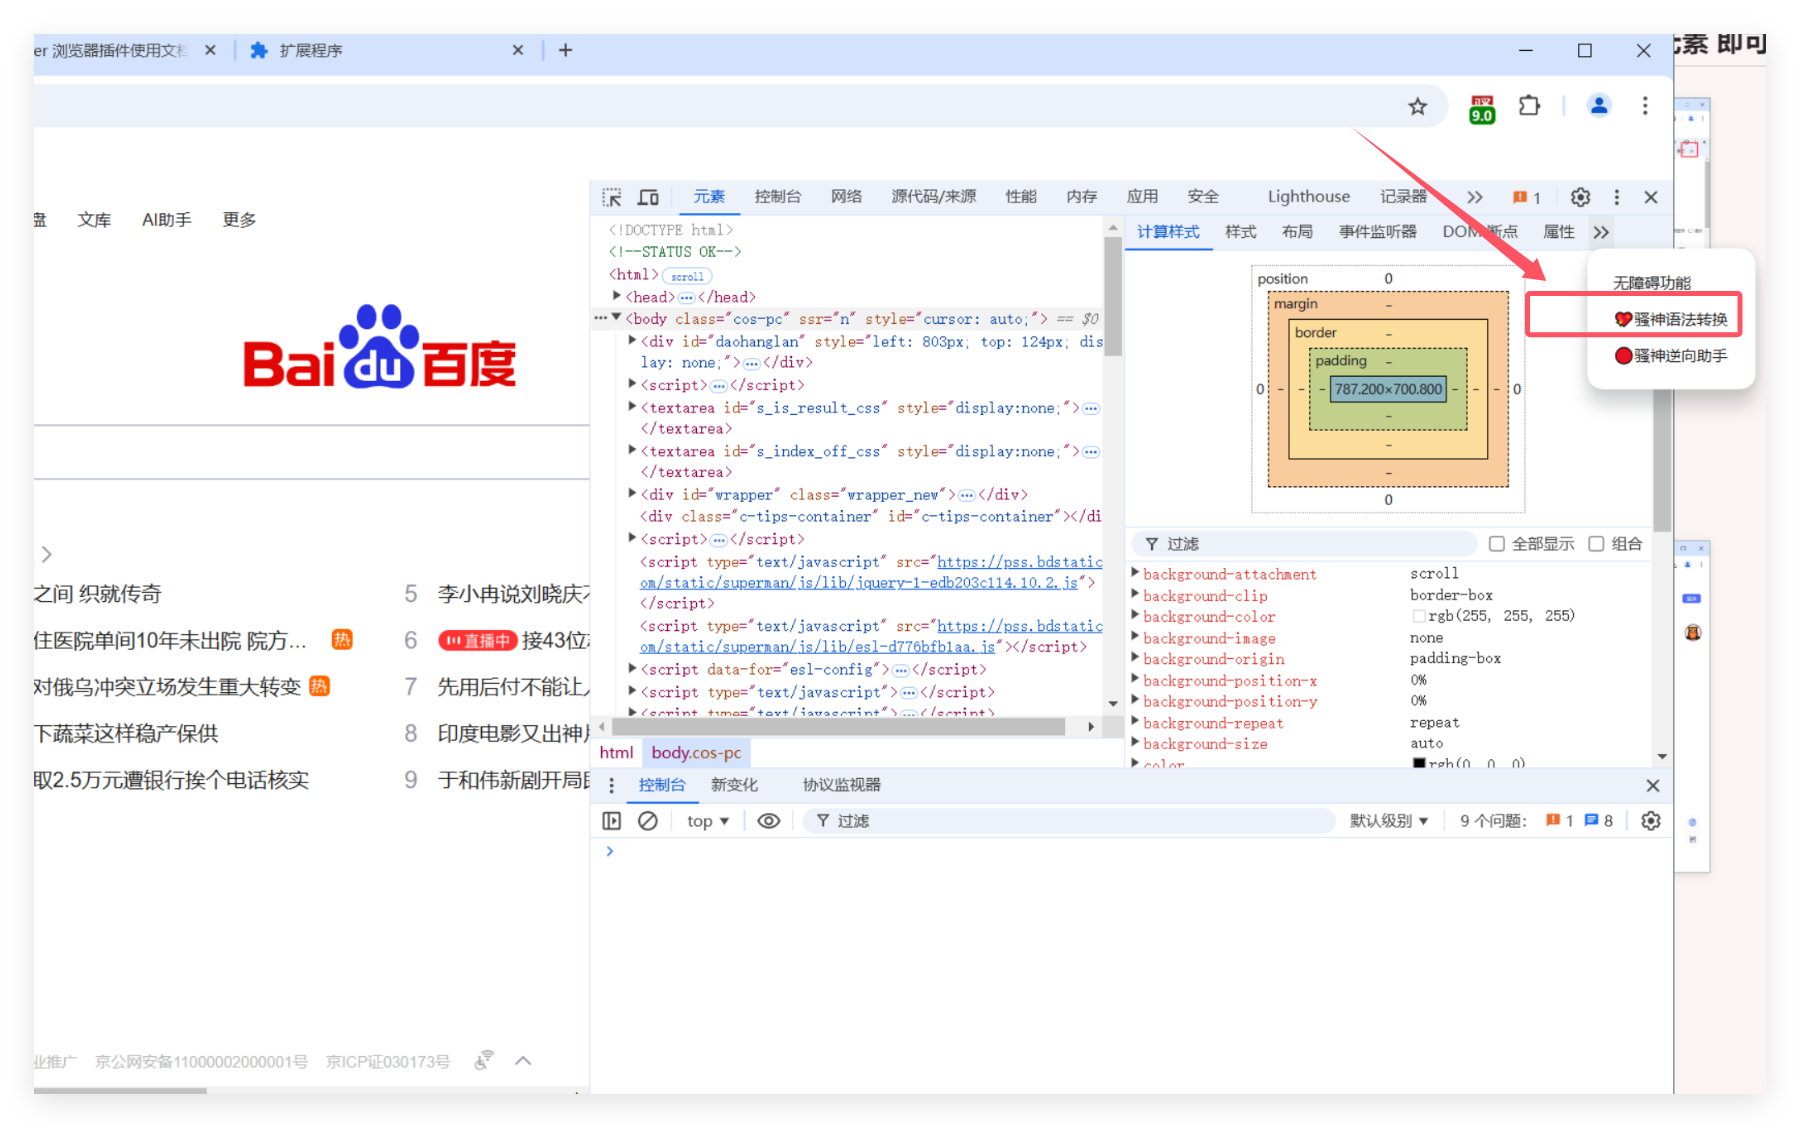 er 浏览器插件使用文档
扩展程序
元素 即可
9.0
盘 文库 AI助手 更多
Bai du 百度
之间 织就传奇
住医院单间10年未出院 院方... 热
对俄乌冲突立场发生重大转变 热
下蔬菜这样稳产保供
取2.5万元遭银行挨个电话核实
5 李小冉说刘晓庆不
6 直播中 接43位
7 先用后付不能让人
8 印度电影又出神片
9 于和伟新剧开局即
业推广 京公网安备11000002000001号 京ICP证030173号
元素 控制台 网络 源代码/来源 性能 内存 应用 安全 Lighthouse 记录器 1
<!DOCTYPE html>
<!--STATUS OK-->
<html> scroll
<head> </head>
<body class="cos-pc" ssr="n" style="cursor: auto;"> == $0
<div id="daohanglan" style="left: 803px; top: 124px; dis
lay: none;"> </div>
<script> </script>
<textarea id="s_is_result_css" style="display:none;">
</textarea>
<textarea id="s_index_off_css" style="display:none;">
</textarea>
<div id="wrapper" class="wrapper_new"> </div>
<div class="c-tips-container" id="c-tips-container"></di
<script> </script>
<script type="text/javascript" src="https://pss.bdstatic
om/static/superman/js/lib/jquery-1-edb203c114.10.2.js">
</script>
<script type="text/javascript" src="https://pss.bdstatic
om/static/superman/js/lib/esl-d776bfb1aa.js"></script>
<script data-for="esl-config"> </script>
<script type="text/javascript"> </script>
<script type="text/javascript"> </script>
html body.cos-pc
计算样式 样式 布局 事件监听器 DOM 断点 属性
无障碍功能
骚神语法转换
骚神逆向助手
position 0
margin -
border -
padding -
0 - - - 787.200×700.800 - - - 0
-
-
-
0
过滤 全部显示 组合
background-attachment scroll
background-clip border-box
background-color rgb(255, 255, 255)
background-image none
background-origin padding-box
background-position-x 0%
background-position-y 0%
background-repeat repeat
background-size auto
color rgb(0, 0, 0)
控制台 新变化 协议监视器
top 过滤 默认级别 9 个问题: 1 8